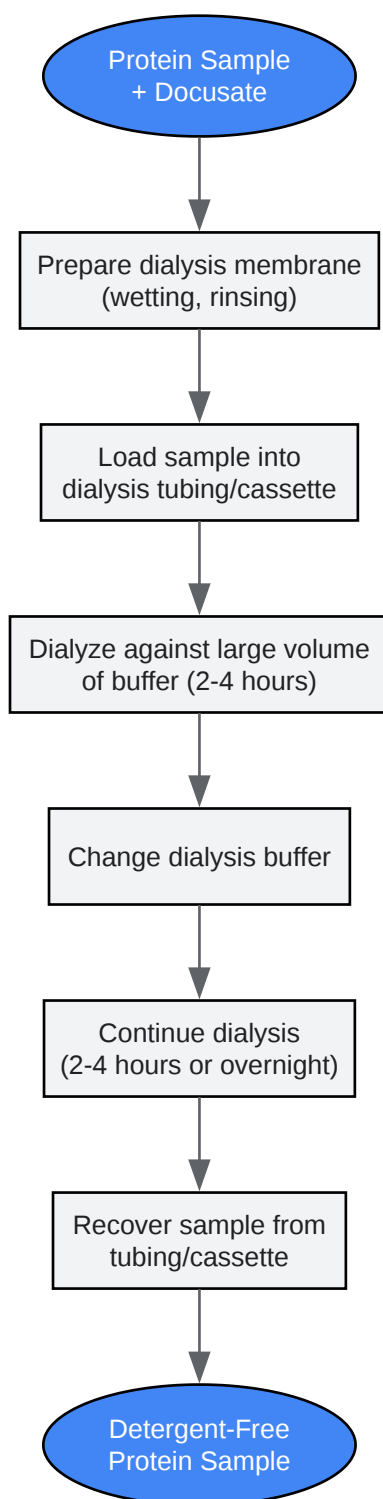 Protein Sample
+ Docusate
Prepare dialysis membrane
(wetting, rinsing)
Load sample into
dialysis tubing/cassette
Dialyze against large volume
of buffer (2-4 hours)
Change dialysis buffer
Continue dialysis
(2-4 hours or overnight)
Recover sample from
tubing/cassette
Detergent-Free
Protein Sample